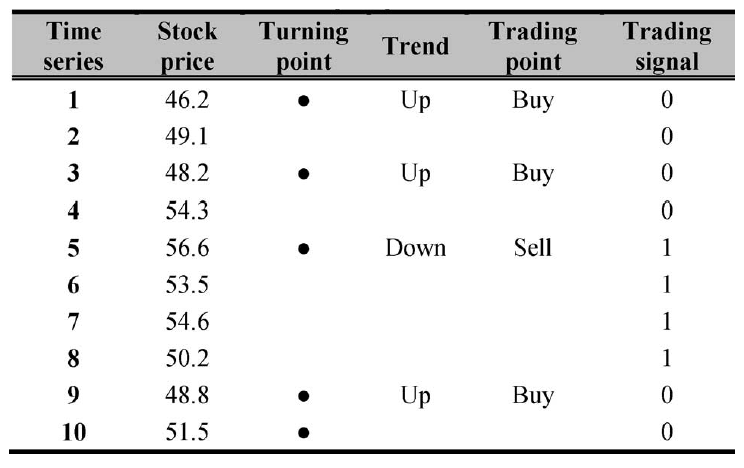 Time series Stock price Turning point Trend Trading point Trading signal
1 46.2 ● Up Buy 0
2 49.1 0
3 48.2 ● Up Buy 0
4 54.3 0
5 56.6 ● Down Sell 1
6 53.5 1
7 54.6 1
8 50.2 1
9 48.8 ● Up Buy 0
10 51.5 ● 0